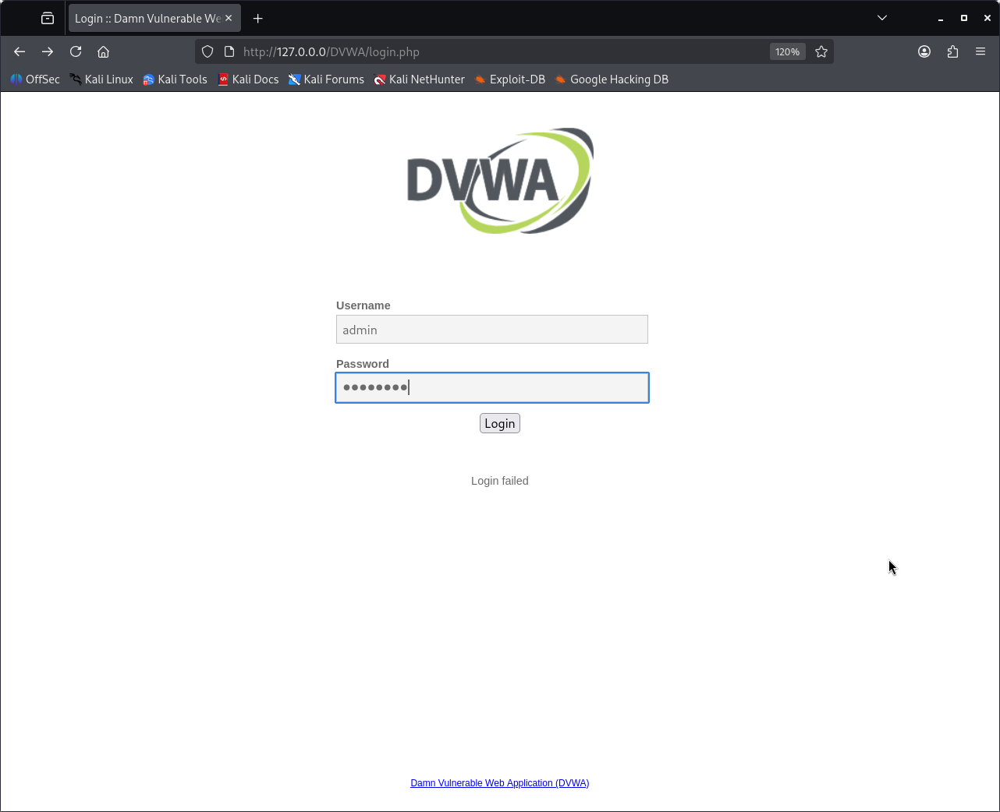 Login :: Damn Vulnerable We
http://127.0.0.0/DVWA/login.php
120%
OffSec Kali Linux Kali Tools Kali Docs Kali Forums Kali NetHunter Exploit-DB Google Hacking DB
DVWA
Username
admin
Password
••••••••
Login
Login failed
Damn Vulnerable Web Application (DVWA)